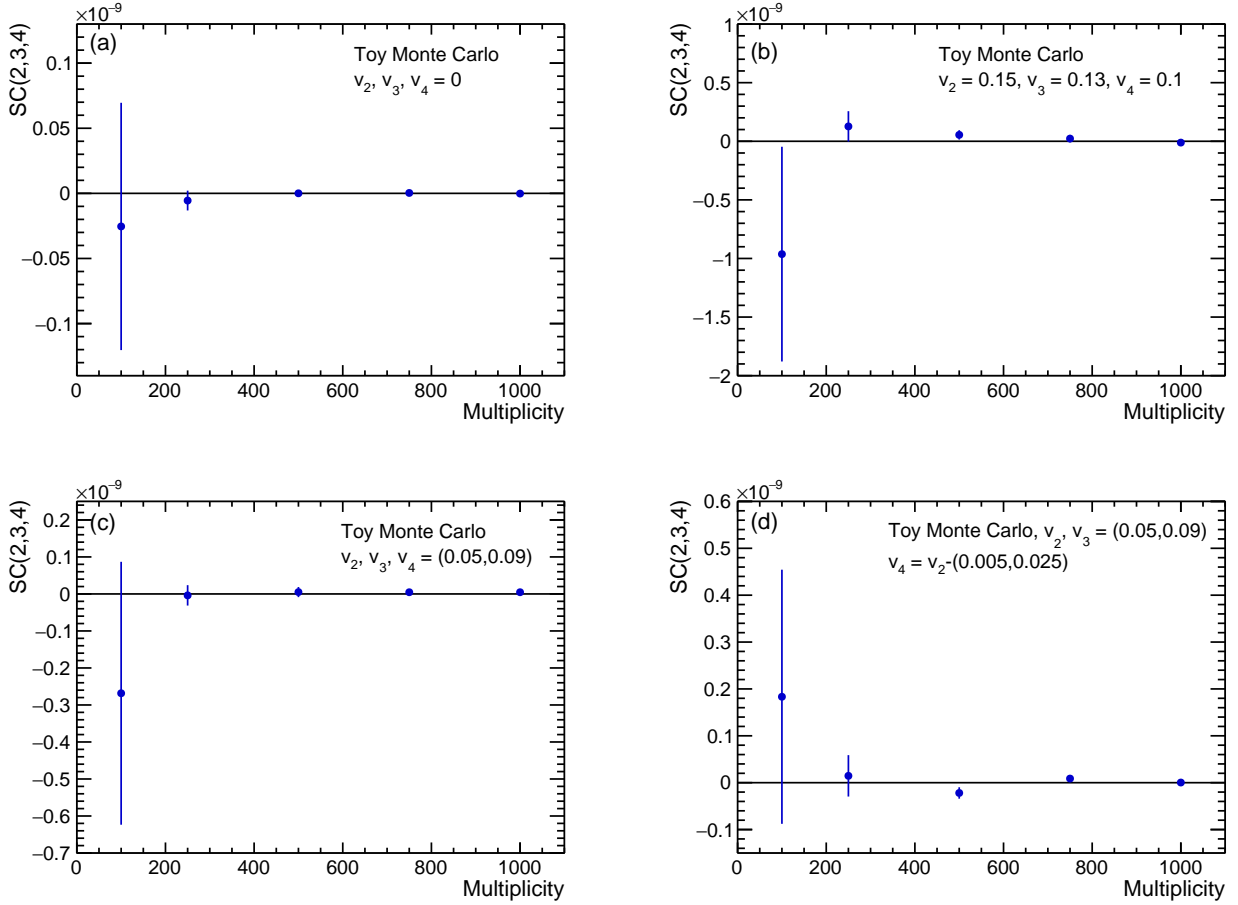 ×10⁻⁹
(a)
Toy Monte Carlo
v₂, v₃, v₄ = 0
SC(2,3,4)
0.1
0.05
0
−0.05
−0.1
0 200 400 600 800 1000
Multiplicity
×10⁻⁹
(b)
Toy Monte Carlo
v₂ = 0.15, v₃ = 0.13, v₄ = 0.1
SC(2,3,4)
1
0.5
0
−0.5
−1
−1.5
−2
0 200 400 600 800 1000
Multiplicity
×10⁻⁹
(c)
Toy Monte Carlo
v₂, v₃, v₄ = (0.05,0.09)
SC(2,3,4)
0.2
0.1
0
−0.1
−0.2
−0.3
−0.4
−0.5
−0.6
−0.7
0 200 400 600 800 1000
Multiplicity
×10⁻⁹
(d)
Toy Monte Carlo, v₂, v₃ = (0.05,0.09)
v₄ = v₂-(0.005,0.025)
SC(2,3,4)
0.6
0.5
0.4
0.3
0.2
0.1
0
−0.1
0 200 400 600 800 1000
Multiplicity